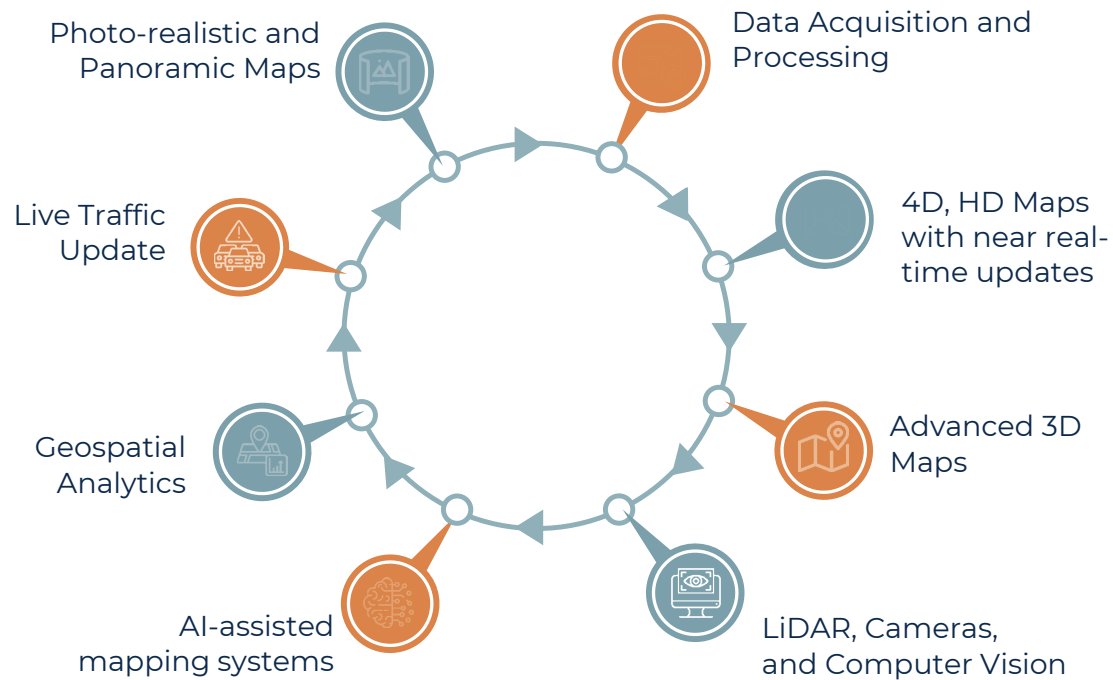 Photo-realistic and
Panoramic Maps
Data Acquisition and
Processing
4D, HD Maps
with near real-
time updates
Live Traffic
Update
Advanced 3D
Maps
Geospatial
Analytics
AI-assisted
mapping systems
LiDAR, Cameras,
and Computer Vision